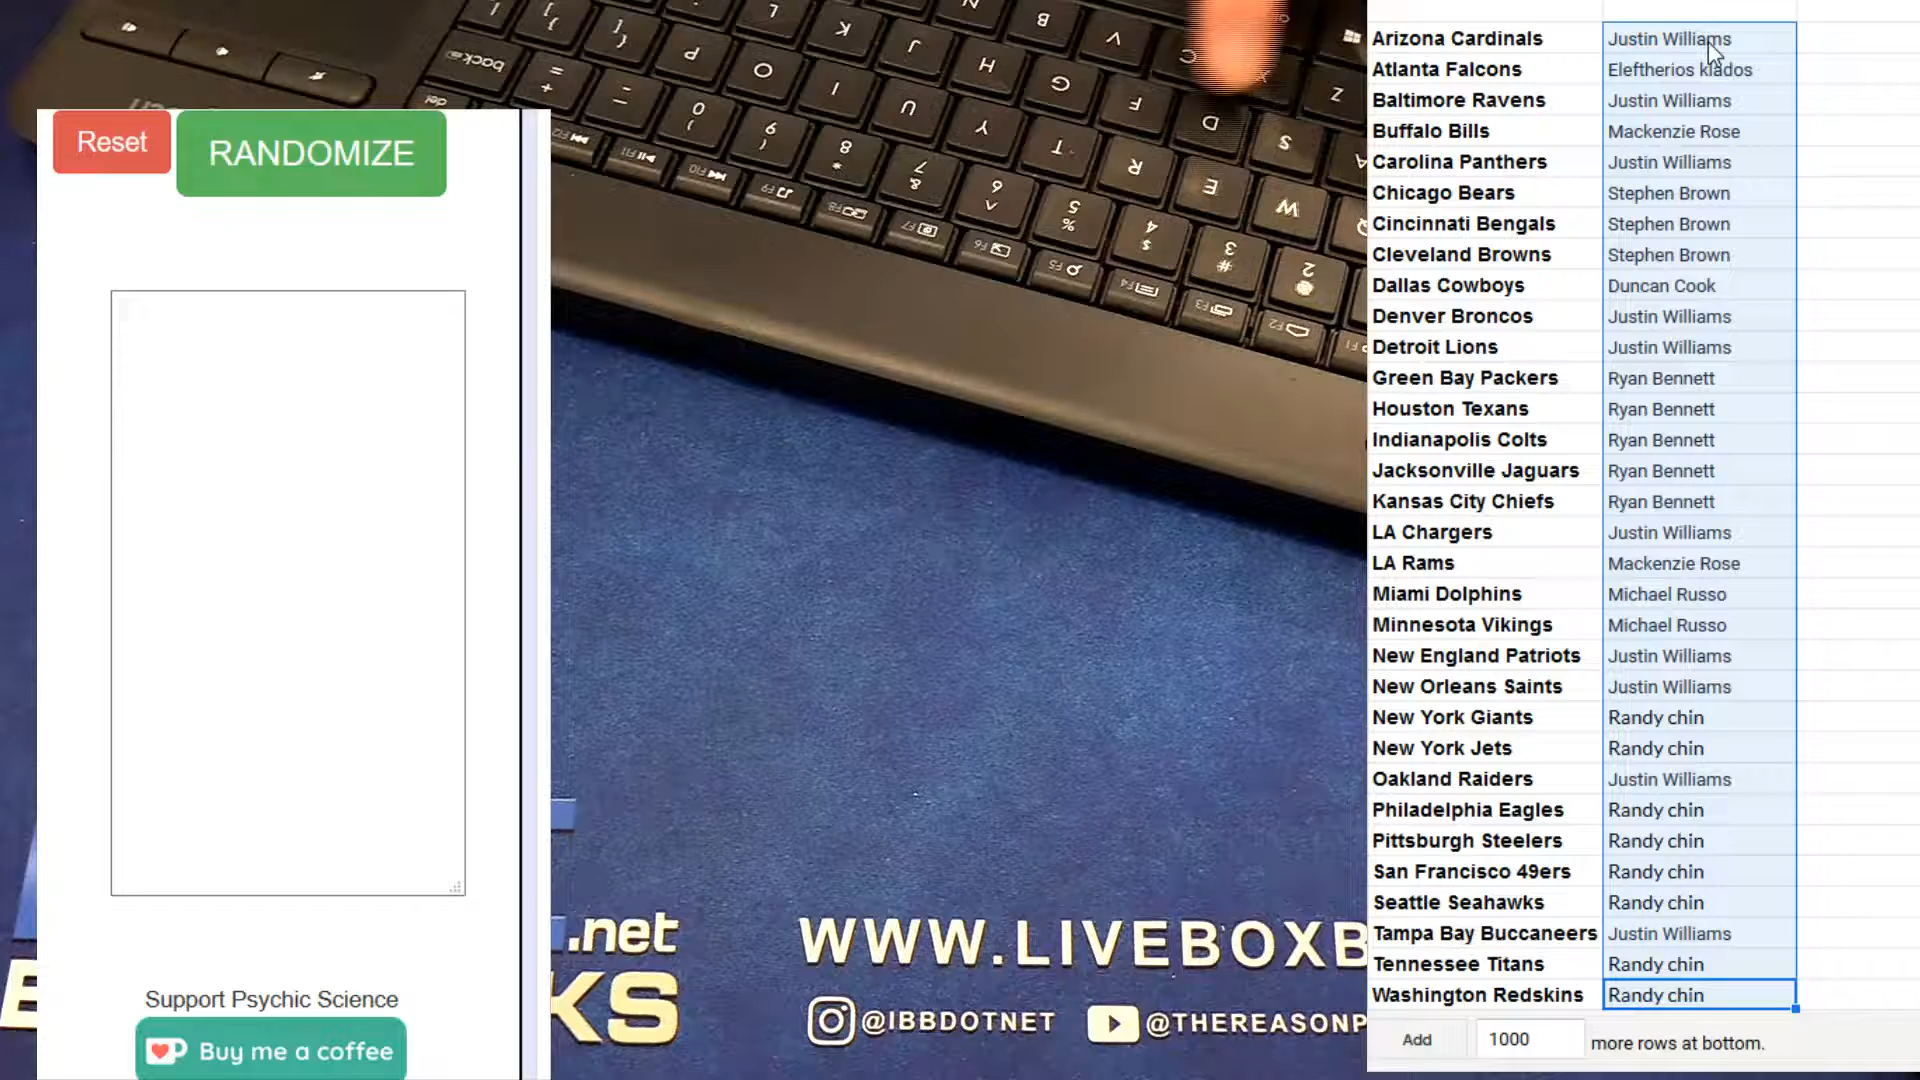 Reset
RANDOMIZE
Support Psychic Science
Buy me a coffee
.net
KS
WWW.LIVEBOXB
@IBBDOTNET
@THEREASONP
Arizona Cardinals Justin Williams
Atlanta Falcons Eleftherios klados
Baltimore Ravens Justin Williams
Buffalo Bills Mackenzie Rose
Carolina Panthers Justin Williams
Chicago Bears Stephen Brown
Cincinnati Bengals Stephen Brown
Cleveland Browns Stephen Brown
Dallas Cowboys Duncan Cook
Denver Broncos Justin Williams
Detroit Lions Justin Williams
Green Bay Packers Ryan Bennett
Houston Texans Ryan Bennett
Indianapolis Colts Ryan Bennett
Jacksonville Jaguars Ryan Bennett
Kansas City Chiefs Ryan Bennett
LA Chargers Justin Williams
LA Rams Mackenzie Rose
Miami Dolphins Michael Russo
Minnesota Vikings Michael Russo
New England Patriots Justin Williams
New Orleans Saints Justin Williams
New York Giants Randy chin
New York Jets Randy chin
Oakland Raiders Justin Williams
Philadelphia Eagles Randy chin
Pittsburgh Steelers Randy chin
San Francisco 49ers Randy chin
Seattle Seahawks Randy chin
Tampa Bay Buccaneers Justin Williams
Tennessee Titans Randy chin
Washington Redskins Randy chin
Add 1000 more rows at bottom.